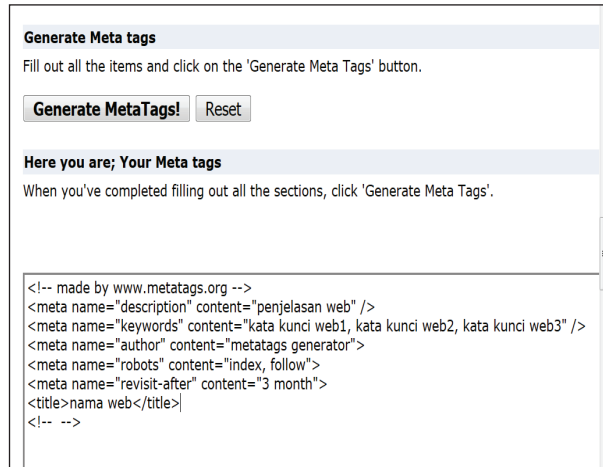 Generate Meta tags
Fill out all the items and click on the 'Generate Meta Tags' button.
Generate MetaTags! Reset
Here you are; Your Meta tags
When you've completed filling out all the sections, click 'Generate Meta Tags'.
<!-- made by www.metatags.org -->
<meta name="description" content="penjelasan web" />
<meta name="keywords" content="kata kunci web1, kata kunci web2, kata kunci web3" />
<meta name="author" content="metatags generator">
<meta name="robots" content="index, follow">
<meta name="revisit-after" content="3 month">
<title>nama web</title>
<!-- -->